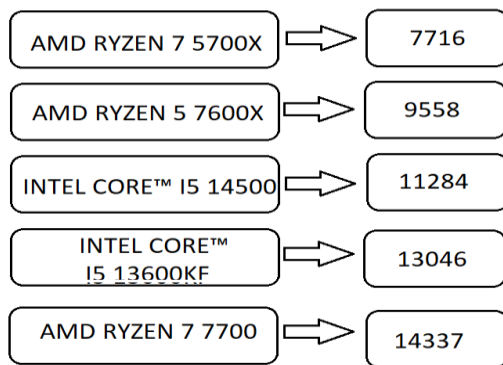 AMD RYZEN 7 5700X
7716
AMD RYZEN 5 7600X
9558
INTEL CORE™ I5 14500
11284
INTEL CORE™
I5 13600KF
13046
AMD RYZEN 7 7700
14337